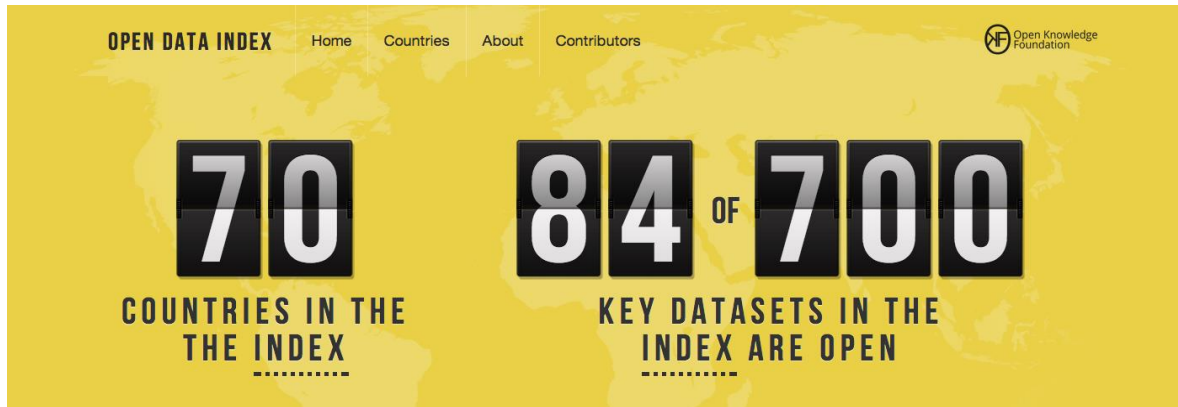 OPEN DATA INDEX Home Countries About Contributors
Open Knowledge
Foundation
70
COUNTRIES IN THE
THE INDEX
84 OF 700
KEY DATASETS IN THE
INDEX ARE OPEN